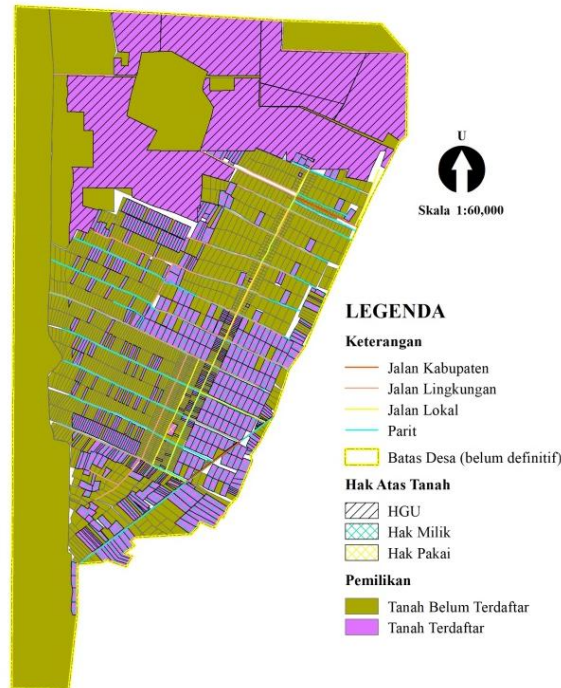 U
Skala 1:60,000
LEGENDA
Keterangan
Jalan Kabupaten
Jalan Lingkungan
Jalan Lokal
Parit
Batas Desa (belum definitif)
Hak Atas Tanah
HGU
Hak Milik
Hak Pakai
Pemilikan
Tanah Belum Terdaftar
Tanah Terdaftar